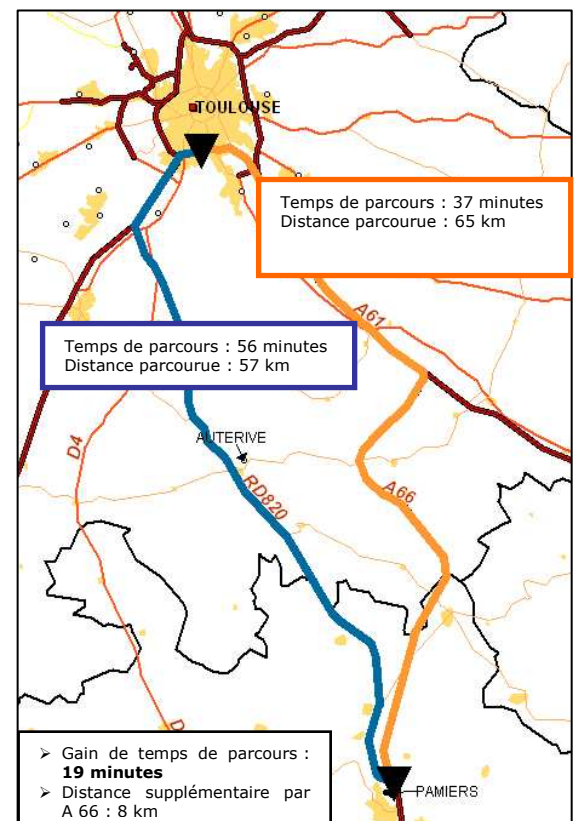 TOULOUSE
Temps de parcours : 37 minutes
Distance parcourue : 65 km
A61
Temps de parcours : 56 minutes
Distance parcourue : 57 km
D4
AUTERIVE
RD820
A66
D
➢ Gain de temps de parcours :
19 minutes
➢ Distance supplémentaire par
A 66 : 8 km
PAMIERS